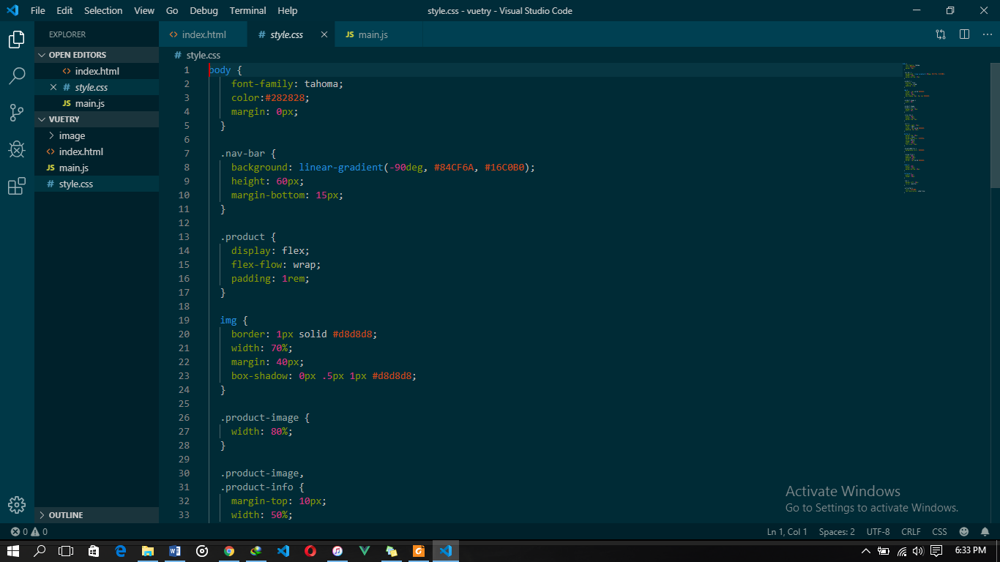 File Edit Selection View Go Debug Terminal Help
style.css - vuetry - Visual Studio Code
EXPLORER
OPEN EDITORS
<> index.html
# style.css
JS main.js
VUETRY
image
<> index.html
JS main.js
# style.css
OUTLINE
<> index.html # style.css JS main.js
# style.css
1 body {
2 font-family: tahoma;
3 color:#282828;
4 margin: 0px;
5 }
6
7 .nav-bar {
8 background: linear-gradient(-90deg, #84CF6A, #16C0B0);
9 height: 60px;
10 margin-bottom: 15px;
11 }
12
13 .product {
14 display: flex;
15 flex-flow: wrap;
16 padding: 1rem;
17 }
18
19 img {
20 border: 1px solid #d8d8d8;
21 width: 70%;
22 margin: 40px;
23 box-shadow: 0px .5px 1px #d8d8d8;
24 }
25
26 .product-image {
27 width: 80%;
28 }
29
30 .product-image,
31 .product-info {
32 margin-top: 10px;
33 width: 50%;
Activate Windows
Go to Settings to activate Windows.
0 0
Ln 1, Col 1 Spaces: 2 UTF-8 CRLF CSS
6:33 PM